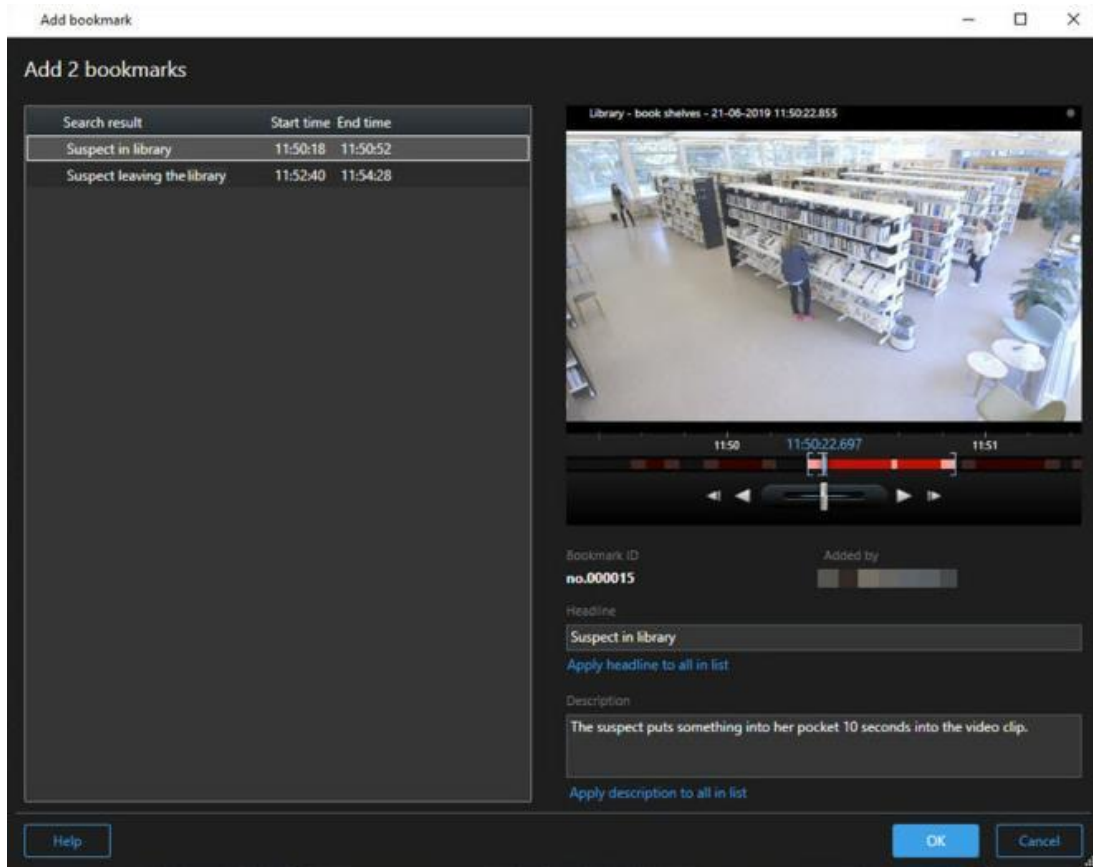 Add bookmark
Add 2 bookmarks
Search result Start time End time
Suspect in library 11:50:18 11:50:52
Suspect leaving the library 11:52:40 11:54:28
Library - book shelves - 21-06-2019 11:50:22.855
11:50 11:50:22.697 11:51
Bookmark ID Added by
no.000015
Headline
Suspect in library
Apply headline to all in list
Description
The suspect puts something into her pocket 10 seconds into the video clip.
Apply description to all in list
Help OK Cancel